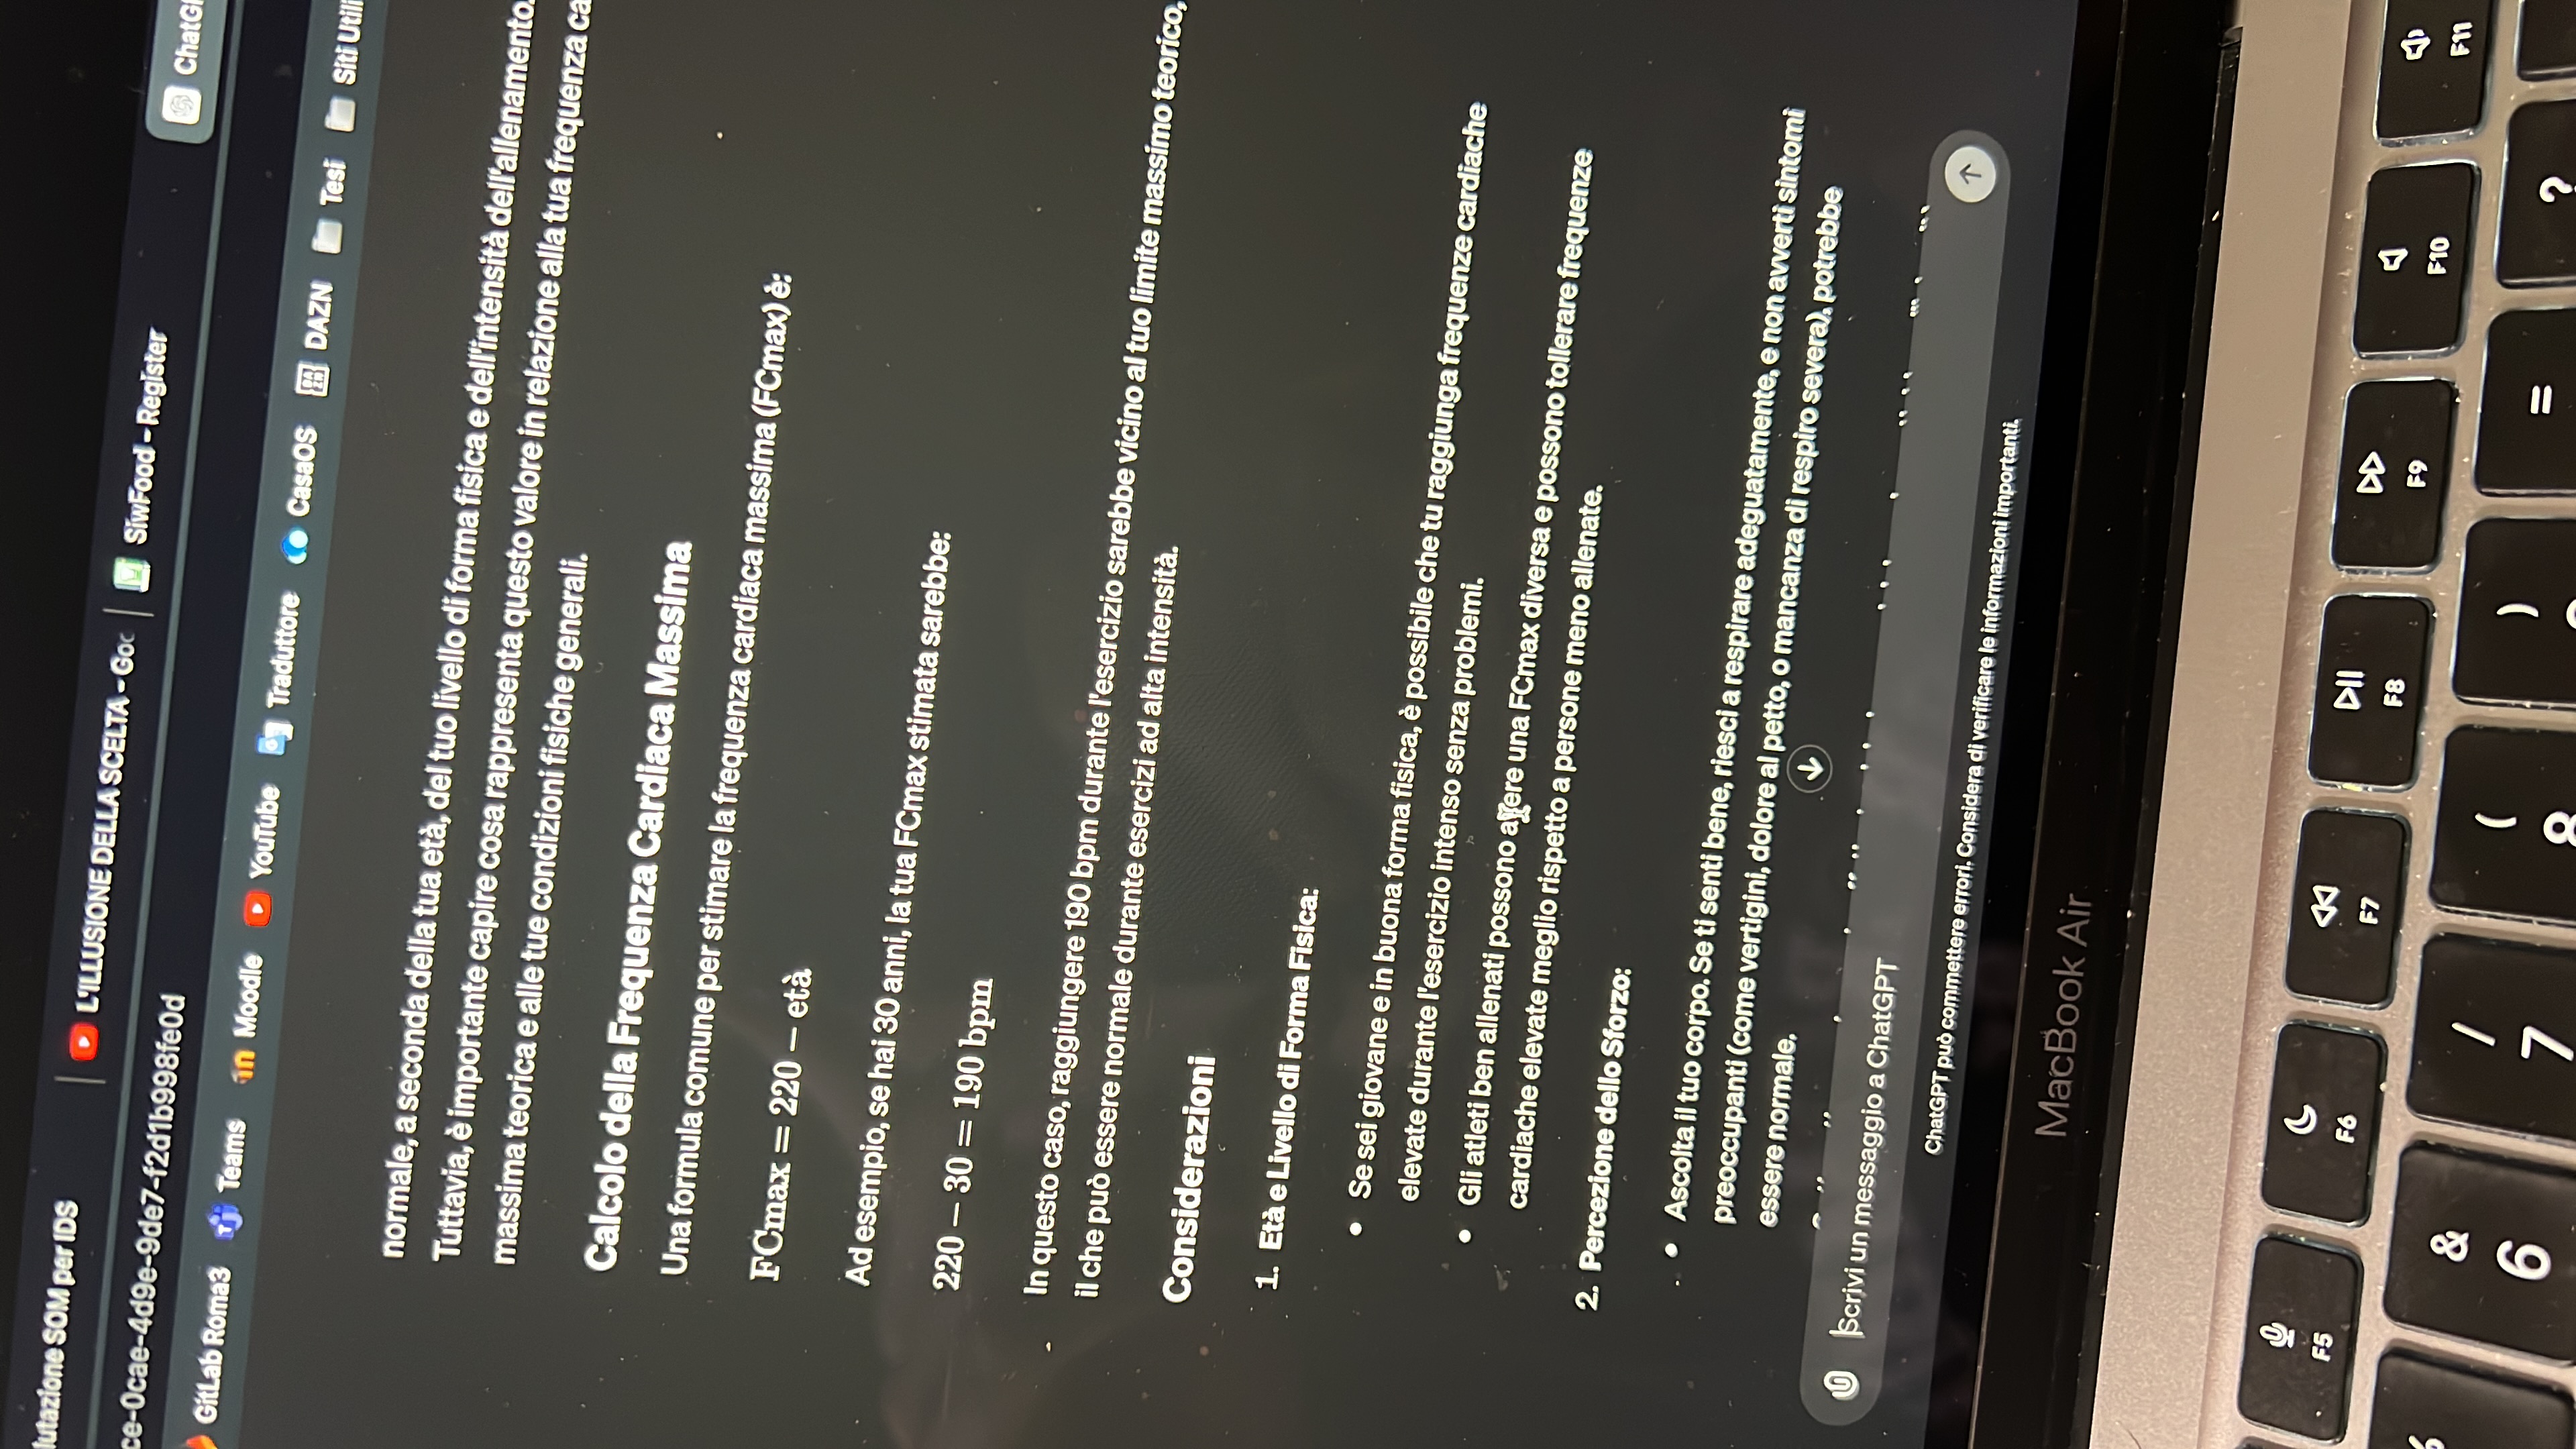 lutazione SOM per IDS
L'ILLUSIONE DELLA SCELTA - Goc
SiwFood - Register
ChatG
ce-0cae-4d9e-9de7-f2d1b998fe0d
GitLab Roma3
Teams
Moodle
YouTube
Traduttore
CasaOS
DAZN
Tesi
Siti Utili
normale, a seconda della tua età, del tuo livello di forma fisica e dell'intensità dell'allenamento.
Tuttavia, è importante capire cosa rappresenta questo valore in relazione alla tua frequenza ca
massima teorica e alle tue condizioni fisiche generali.
Calcolo della Frequenza Cardiaca Massima
Una formula comune per stimare la frequenza cardiaca massima (FCmax) è:
FCmax = 220 − età
Ad esempio, se hai 30 anni, la tua FCmax stimata sarebbe:
220 − 30 = 190 bpm
In questo caso, raggiungere 190 bpm durante l'esercizio sarebbe vicino al tuo limite massimo teorico,
il che può essere normale durante esercizi ad alta intensità.
Considerazioni
1. Età e Livello di Forma Fisica:
• Se sei giovane e in buona forma fisica, è possibile che tu raggiunga frequenze cardiache
elevate durante l'esercizio intenso senza problemi.
• Gli atleti ben allenati possono avere una FCmax diversa e possono tollerare frequenze
cardiache elevate meglio rispetto a persone meno allenate.
2. Percezione dello Sforzo:
• Ascolta il tuo corpo. Se ti senti bene, riesci a respirare adeguatamente, e non avverti sintomi
preoccupanti (come vertigini, dolore al petto, o mancanza di respiro severa), potrebbe
essere normale.
Scrivi un messaggio a ChatGPT
ChatGPT può commettere errori. Considera di verificare le informazioni importanti.
MacBook Air
F5
F6
F7
F8
F9
F10
F11
%
& 
6
/
7
(
8
)
=
?